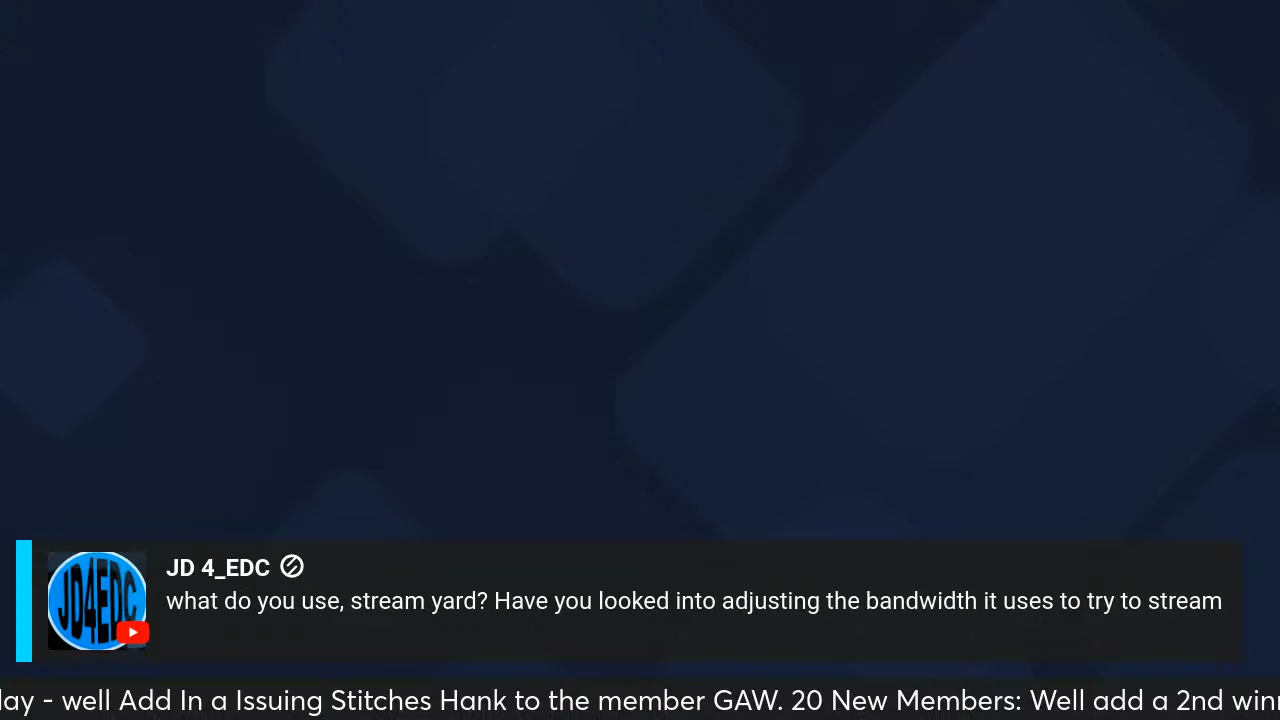 JD 4_EDC
JD4EDC
what do you use, stream yard? Have you looked into adjusting the bandwidth it uses to try to stream
lay - well Add In a Issuing Stitches Hank to the member GAW. 20 New Members: Well add a 2nd win